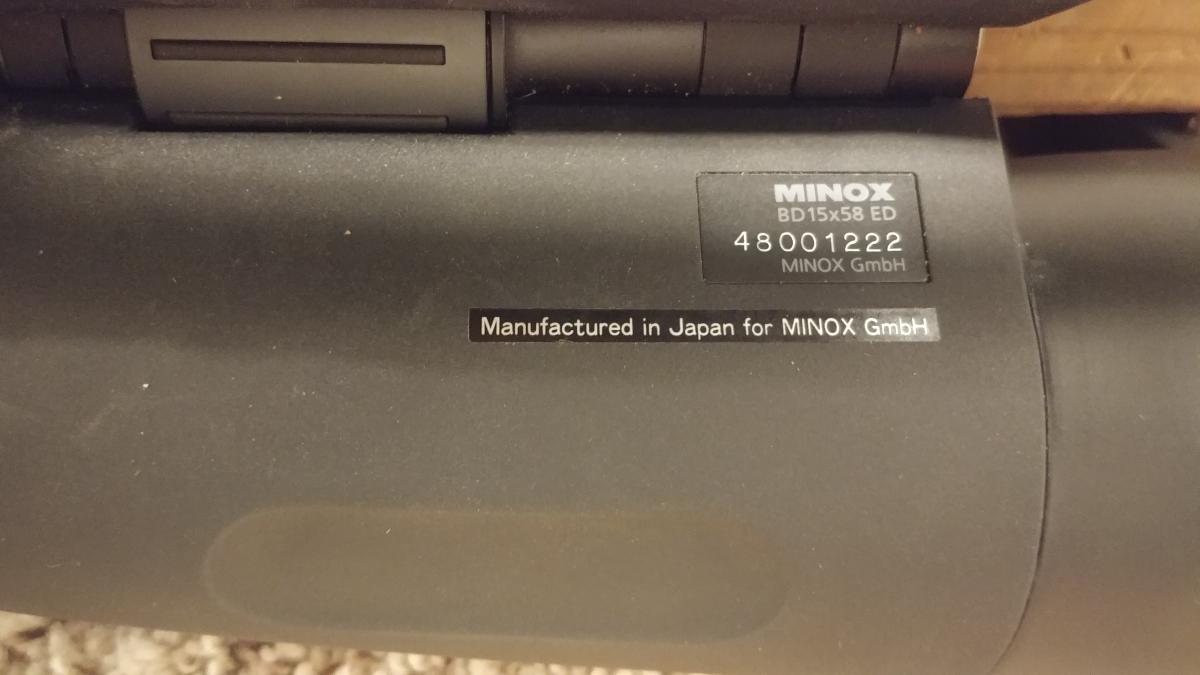 MINOX
BD15x58 ED
48001222
MINOX GmbH
Manufactured in Japan for MINOX GmbH